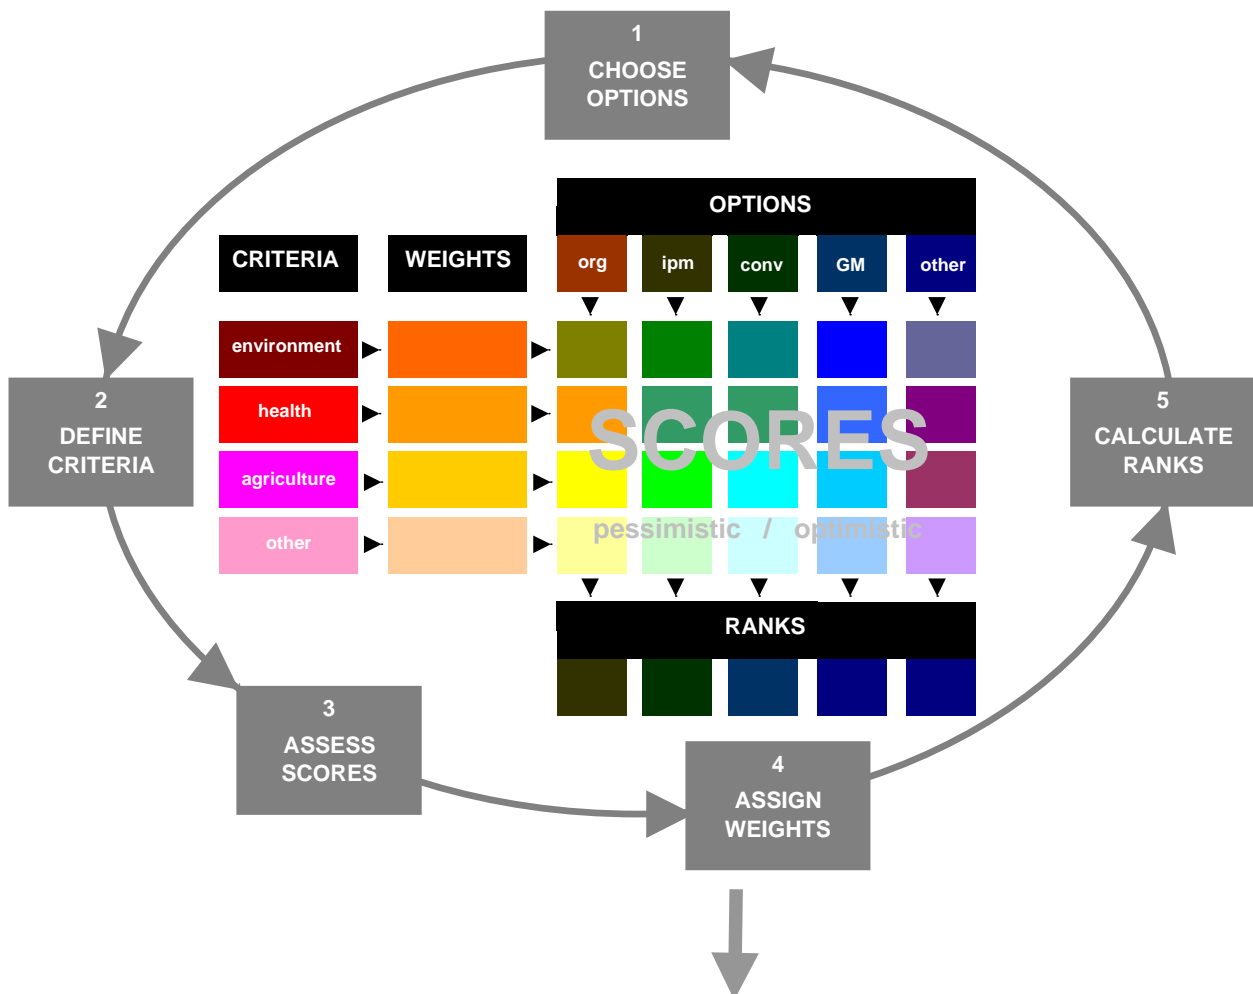 1
CHOOSE
OPTIONS
OPTIONS
CRITERIA WEIGHTS org ipm conv GM other
environment
2
DEFINE
CRITERIA
health
SCORES
5
CALCULATE
RANKS
agriculture
pessimistic / optimistic
other
RANKS
3
ASSESS
SCORES
4
ASSIGN
WEIGHTS